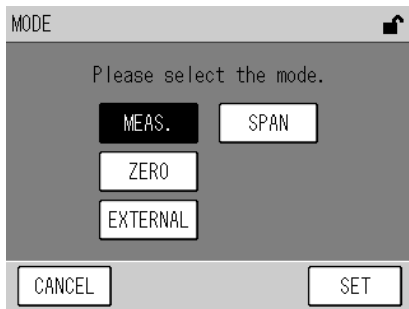 MODE
Please select the mode.
MEAS. SPAN
ZERO
EXTERNAL
CANCEL SET